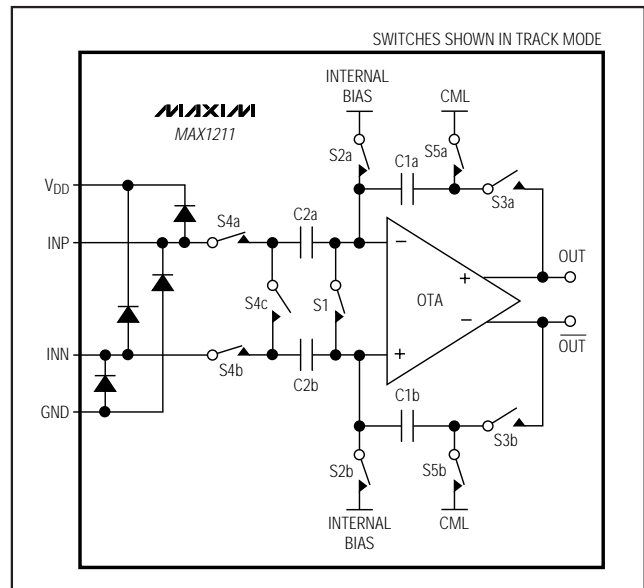 SWITCHES SHOWN IN TRACK MODE
INTERNAL
BIAS
CML
MAXIM
MAX1211
S2a
C1a
S5a
S3a
VDD
S4a
C2a
INP
−
OUT
+
S4c
S1
OTA
−
OUT
INN
+
S4b
C2b
C1b
GND
S3b
S2b
S5b
INTERNAL
BIAS
CML